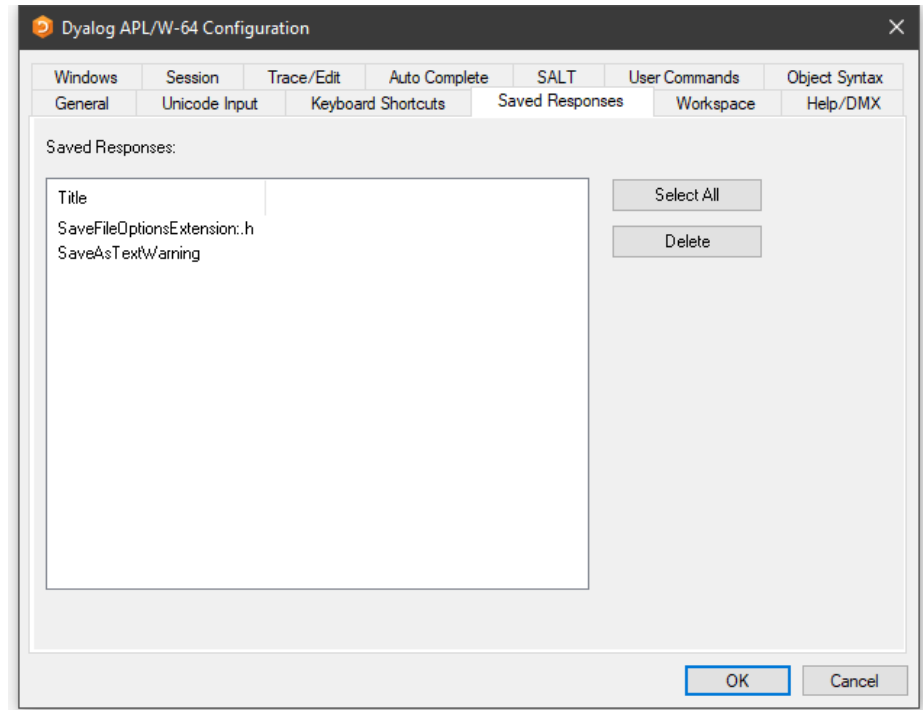 Dyalog APL/W-64 Configuration
Windows Session Trace/Edit Auto Complete SALT User Commands Object Syntax
General Unicode Input Keyboard Shortcuts Saved Responses Workspace Help/DMX
Saved Responses:
Title
SaveFileOptionsExtension:.h
SaveAsTextWarning
Select All
Delete
OK Cancel